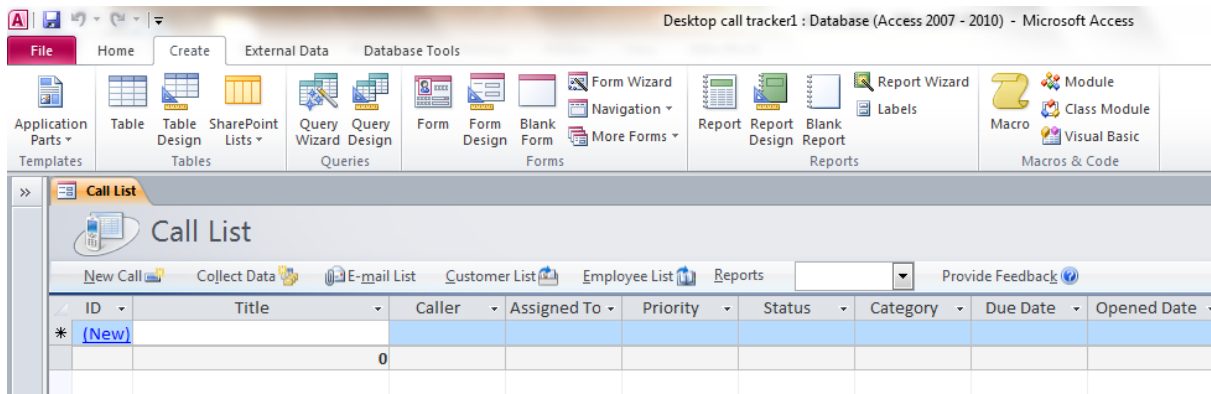 A
Desktop call tracker1 : Database (Access 2007 - 2010) - Microsoft Access
File Home Create External Data Database Tools
Application Parts
Table
Table Design
SharePoint Lists
Query Wizard
Query Design
Form
Form Design
Blank Form
Form Wizard
Navigation
More Forms
Report
Report Design
Blank Report
Report Wizard
Labels
Macro
Module
Class Module
Visual Basic
Templates Tables Queries Forms Reports Macros & Code
» Call List
Call List
New Call Collect Data E-mail List Customer List Employee List Reports Provide Feedback
ID Title Caller Assigned To Priority Status Category Due Date Opened Date
* (New)
0